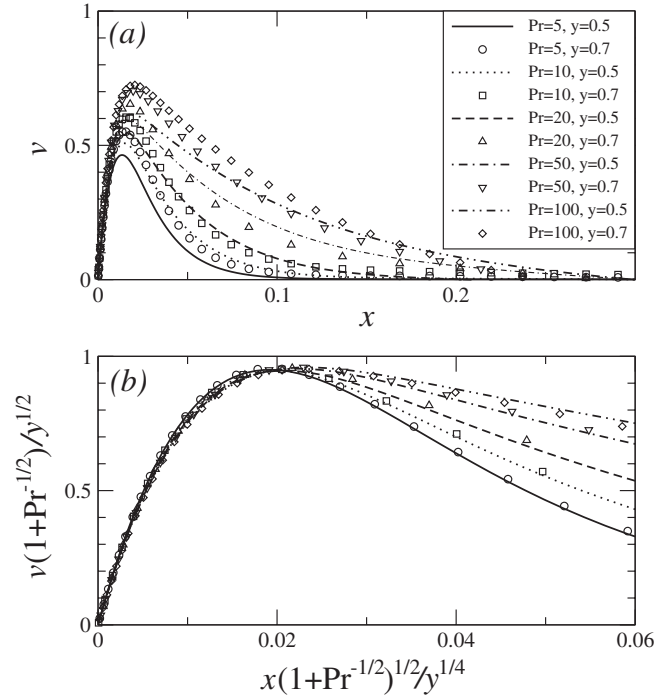 (a)
1
0.5
0
v
0
0.1
0.2
x
Pr=5, y=0.5
Pr=5, y=0.7
Pr=10, y=0.5
Pr=10, y=0.7
Pr=20, y=0.5
Pr=20, y=0.7
Pr=50, y=0.5
Pr=50, y=0.7
Pr=100, y=0.5
Pr=100, y=0.7
(b)
1
0.5
0
v(1+Pr^{-1/2})/y^{1/2}
0
0.02
0.04
0.06
x(1+Pr^{-1/2})^{1/2}/y^{1/4}